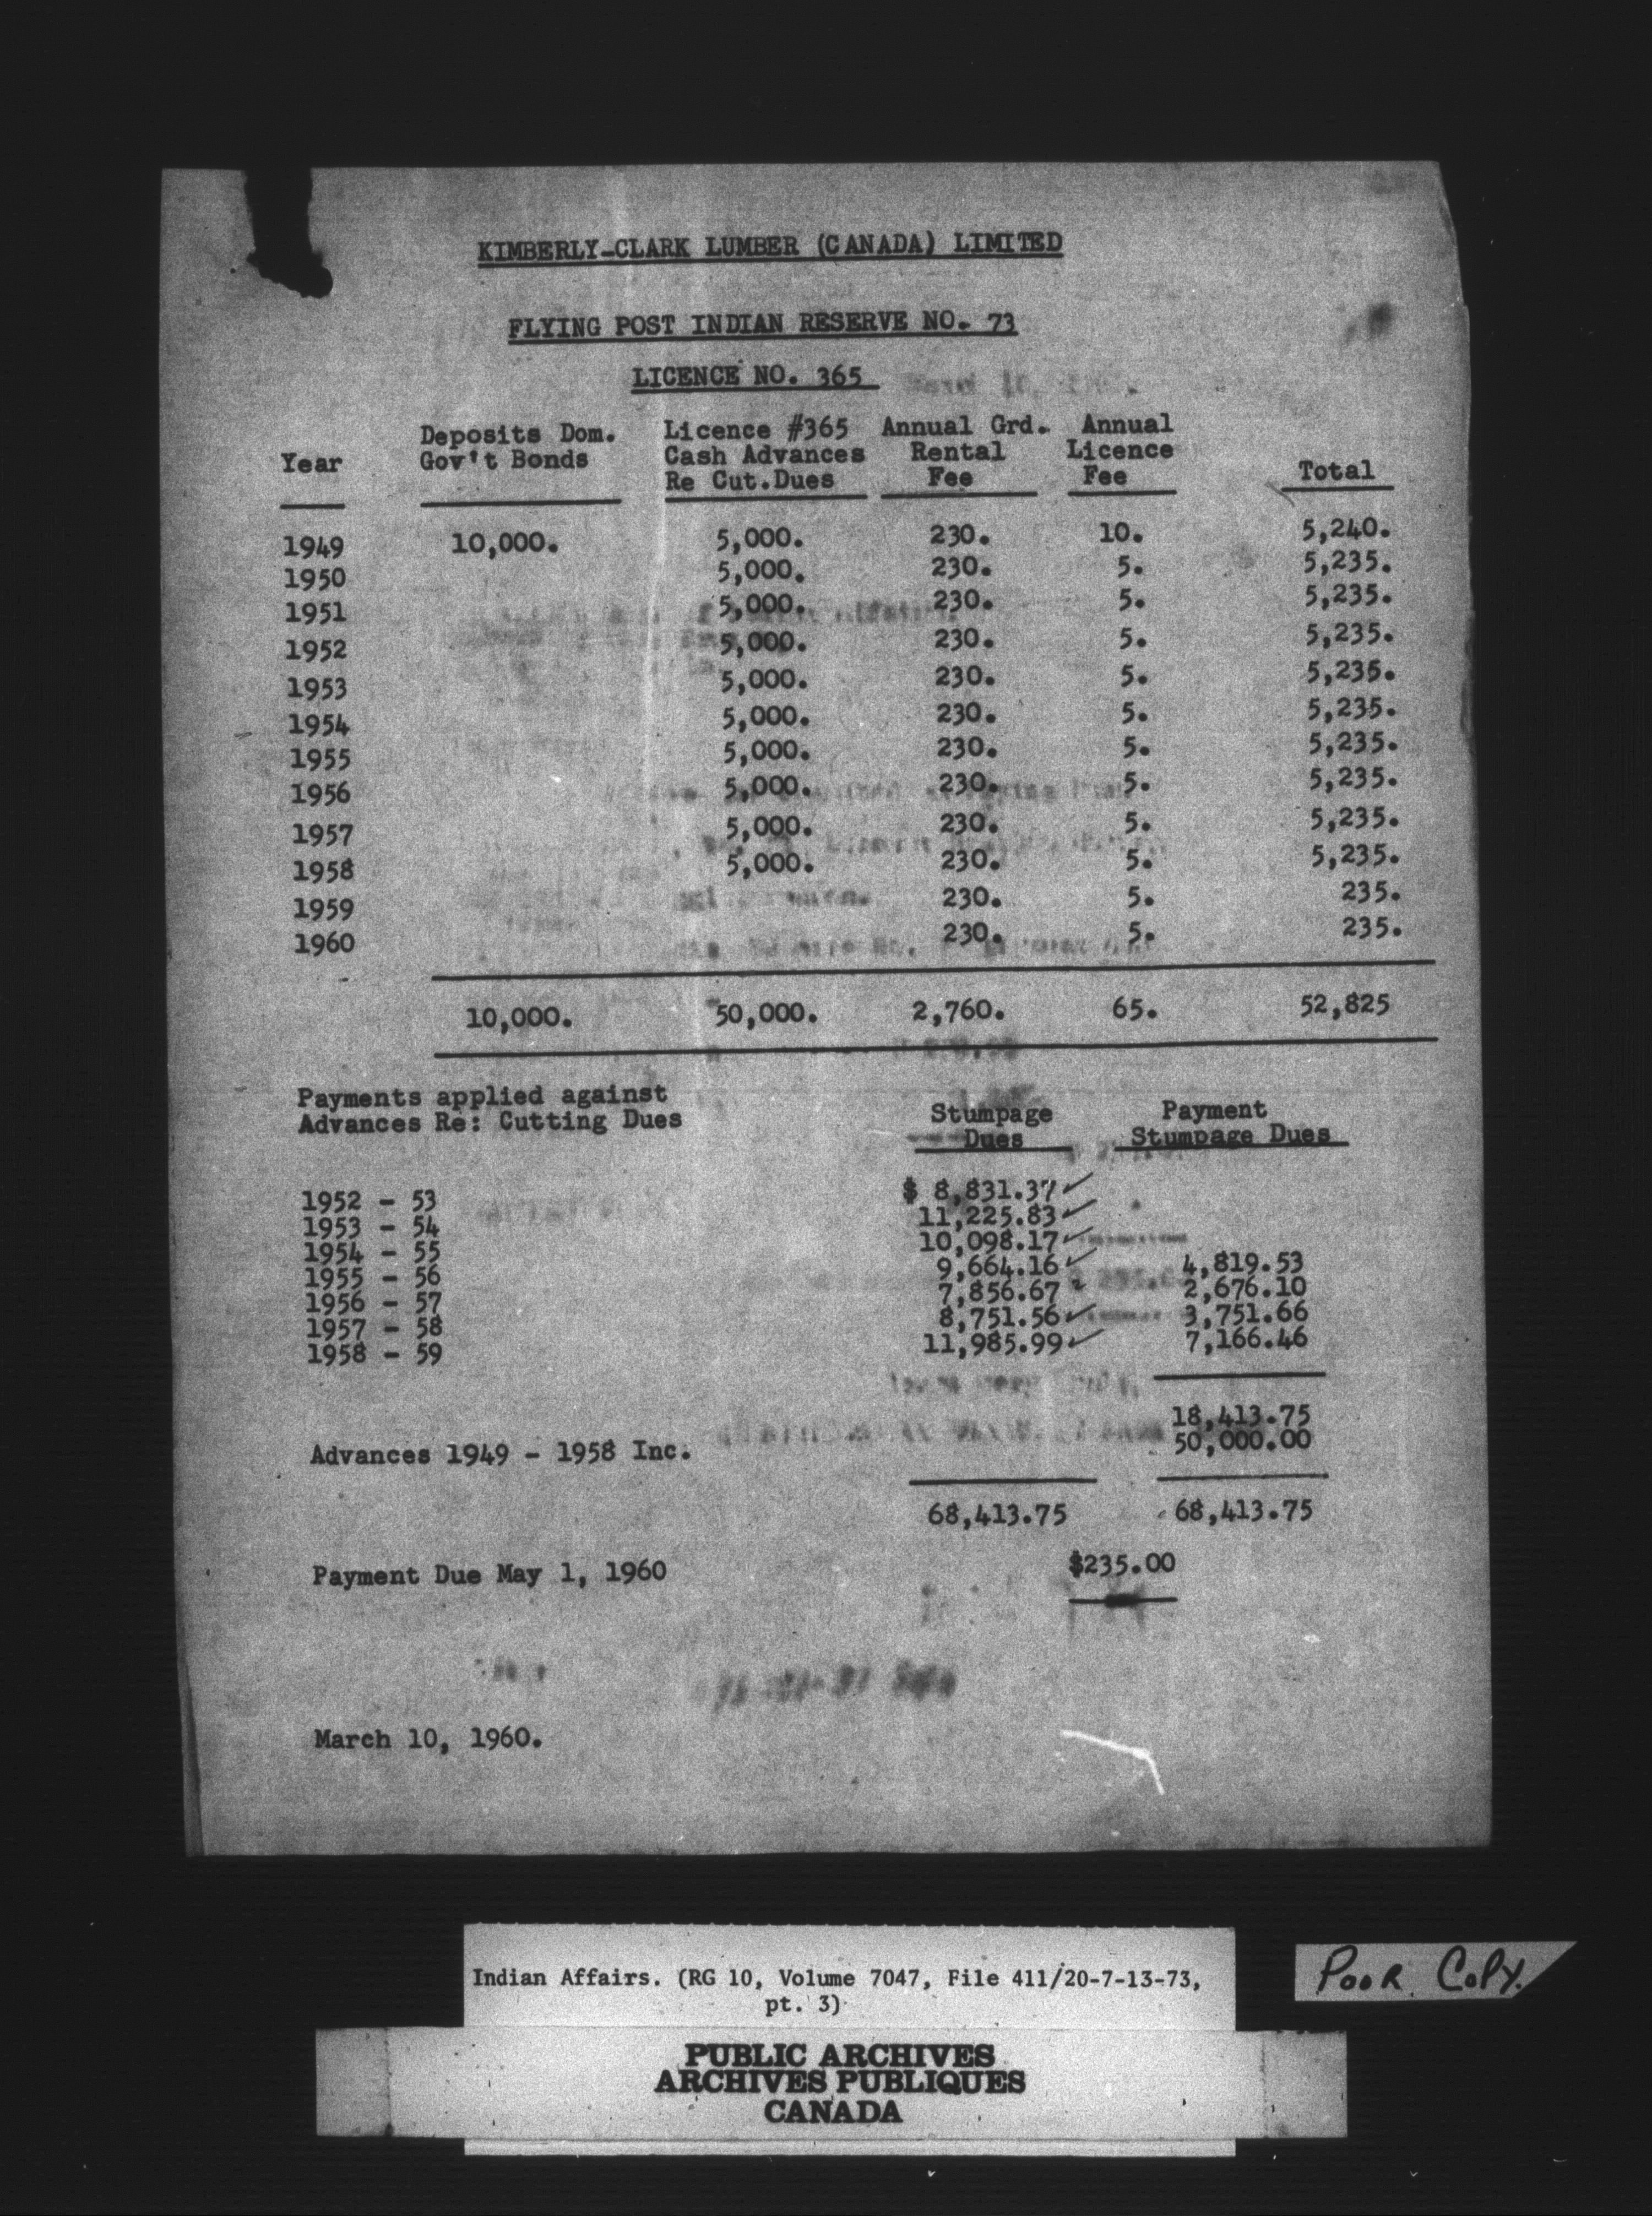 KIMBERLY-CLARK LUMBER (CANADA) LIMITED
FLYING POST INDIAN RESERVE NO. 73
LICENCE NO. 365
Year Deposits Dom. Gov't Bonds Licence #365 Cash Advances Re Cut.Dues Annual Grd. Rental Fee Annual Licence Fee Total
1949 10,000. 5,000. 230. 10. 5,240.
1950 5,000. 230. 5. 5,235.
1951 5,000. 230. 5. 5,235.
1952 5,000. 230. 5. 5,235.
1953 5,000. 230. 5. 5,235.
1954 5,000. 230. 5. 5,235.
1955 5,000. 230. 5. 5,235.
1956 5,000. 230. 5. 5,235.
1957 5,000. 230. 5. 5,235.
1958 5,000. 230. 5. 5,235.
1959 230. 5. 235.
1960 230. 5. 235.
10,000. 50,000. 2,760. 65. 52,825
Payments applied against
Advances Re: Cutting Dues
Stumpage Dues Payment Stumpage Dues
1952 - 53 $ 8,831.37
1953 - 54 11,225.83
1954 - 55 10,098.17
1955 - 56 9,664.16 4,819.53
1956 - 57 7,856.67 2,676.10
1957 - 58 8,751.56 3,751.66
1958 - 59 11,985.99 7,166.46
18,413.75
Advances 1949 - 1958 Inc. 50,000.00
68,413.75 68,413.75
Payment Due May 1, 1960 $235.00
March 10, 1960.
Indian Affairs. (RG 10, Volume 7047, File 411/20-7-13-73,
pt. 3)
POOR COPY.
PUBLIC ARCHIVES
ARCHIVES PUBLIQUES
CANADA